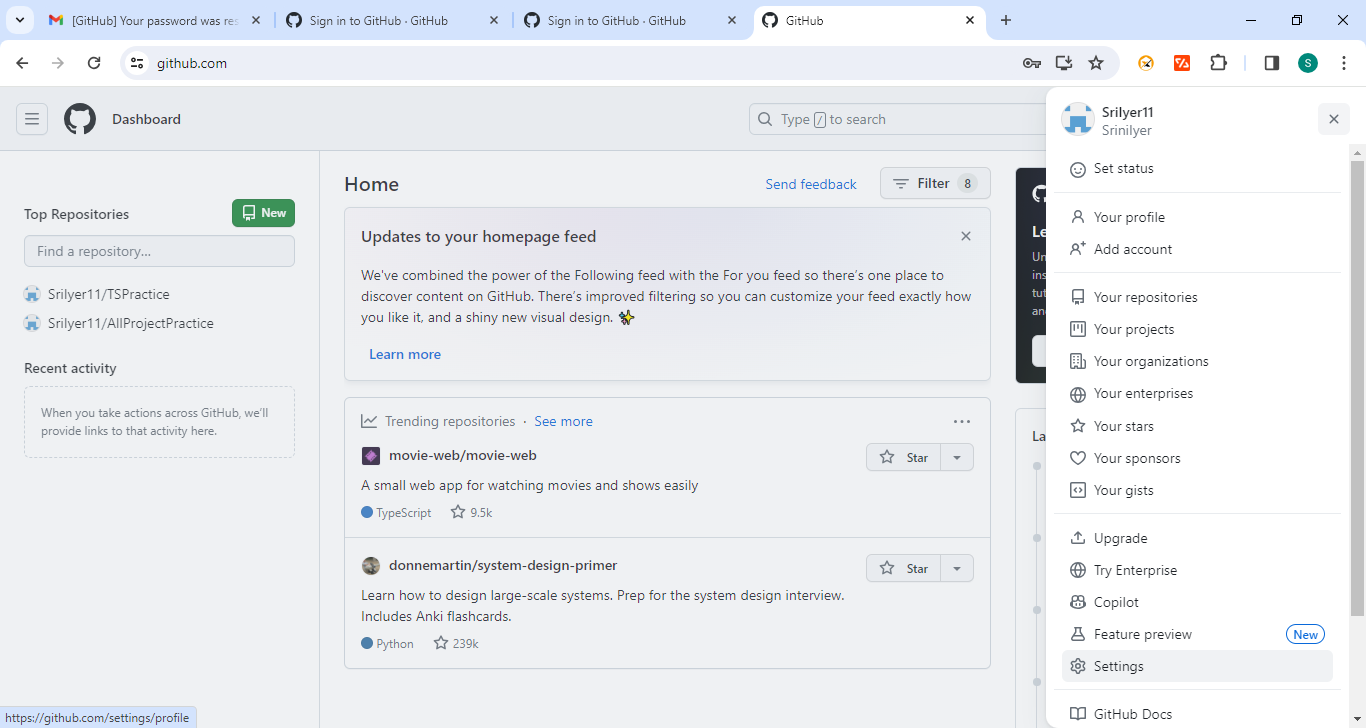 [GitHub] Your password was res
Sign in to GitHub · GitHub
Sign in to GitHub · GitHub
GitHub
github.com
S
Dashboard
Type / to search
Srilyer11
Srinilyer
Set status
Your profile
Add account
Your repositories
Your projects
Your organizations
Your enterprises
Your stars
Your sponsors
Your gists
Upgrade
Try Enterprise
Copilot
Feature preview
New
Settings
GitHub Docs
Top Repositories
New
Find a repository...
Srilyer11/TSPractice
Srilyer11/AllProjectPractice
Recent activity
When you take actions across GitHub, we'll
provide links to that activity here.
Home
Send feedback
Filter 8
Updates to your homepage feed
We've combined the power of the Following feed with the For you feed so there's one place to
discover content on GitHub. There's improved filtering so you can customize your feed exactly how
you like it, and a shiny new visual design. ✨
Learn more
Trending repositories · See more
movie-web/movie-web
Star
A small web app for watching movies and shows easily
TypeScript 9.5k
donnemartin/system-design-primer
Star
Learn how to design large-scale systems. Prep for the system design interview.
Includes Anki flashcards.
Python 239k
Le
Un
ins
tut
an
La
https://github.com/settings/profile